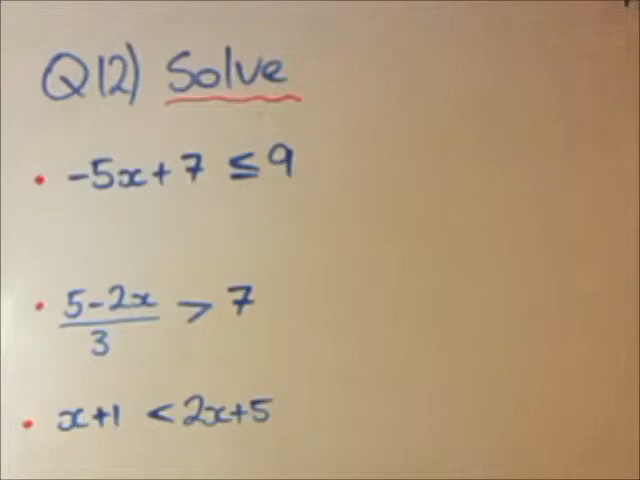 Q12) Solve
• -5x+7 ≤ 9
• (5-2x)/3 > 7
• x+1 < 2x+5